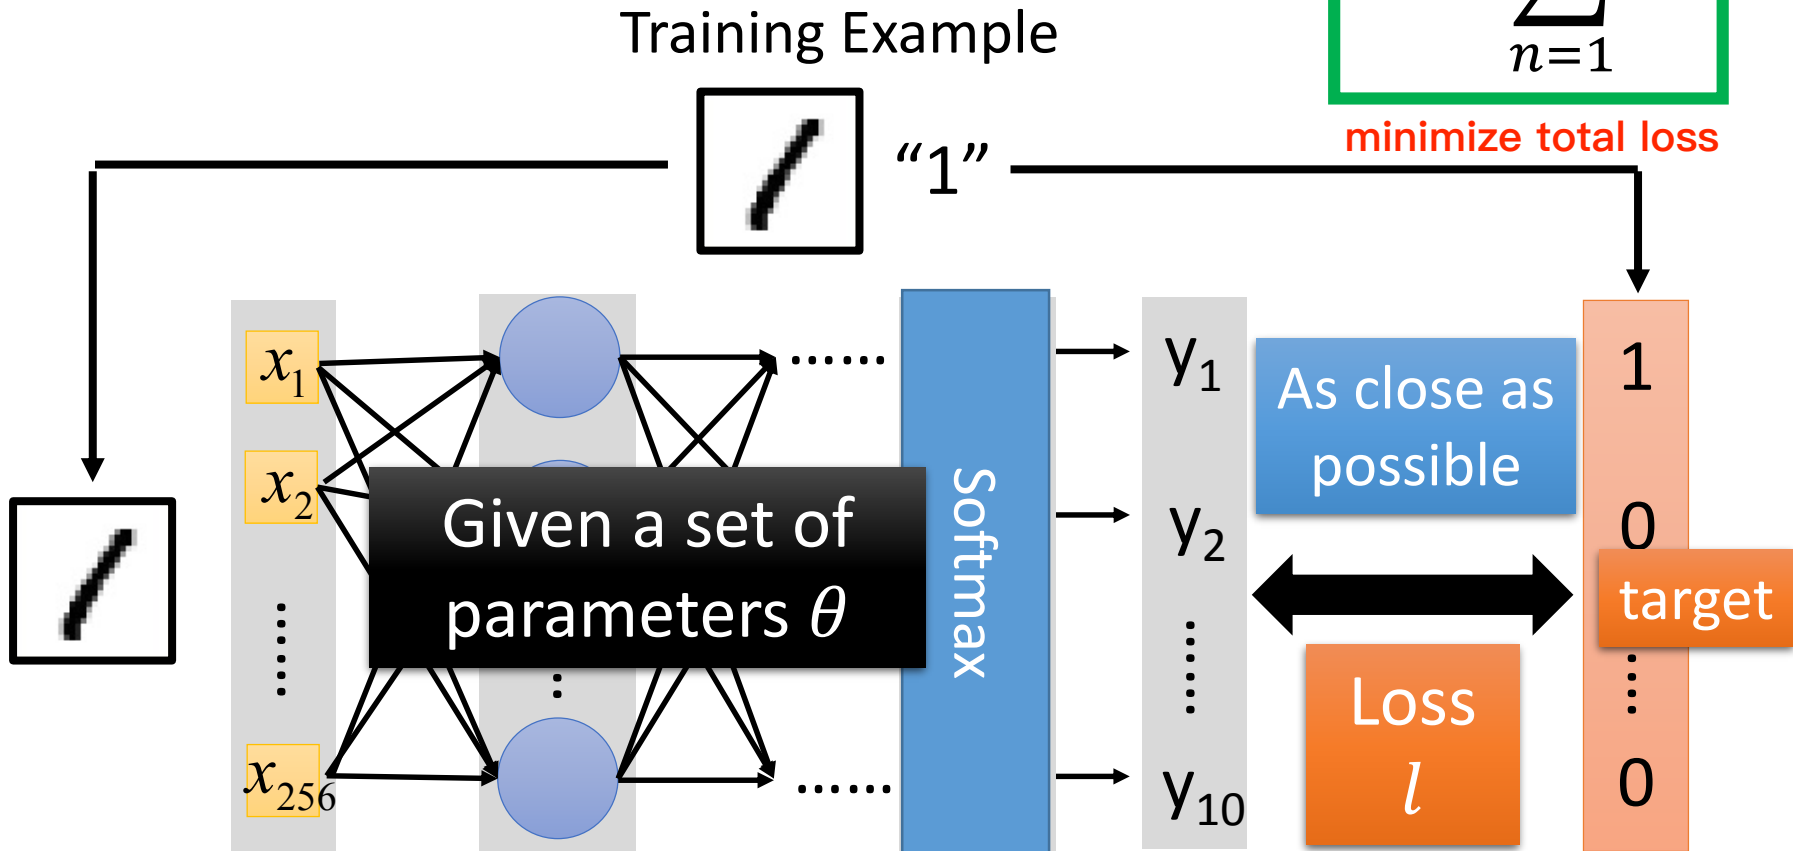 Training Example
∑
n=1
minimize total loss
“1”
x1
x2
......
x256
Given a set of
parameters θ
......
......
Softmax
y1
y2
......
y10
As close as
possible
Loss
l
1
0
target
......
0